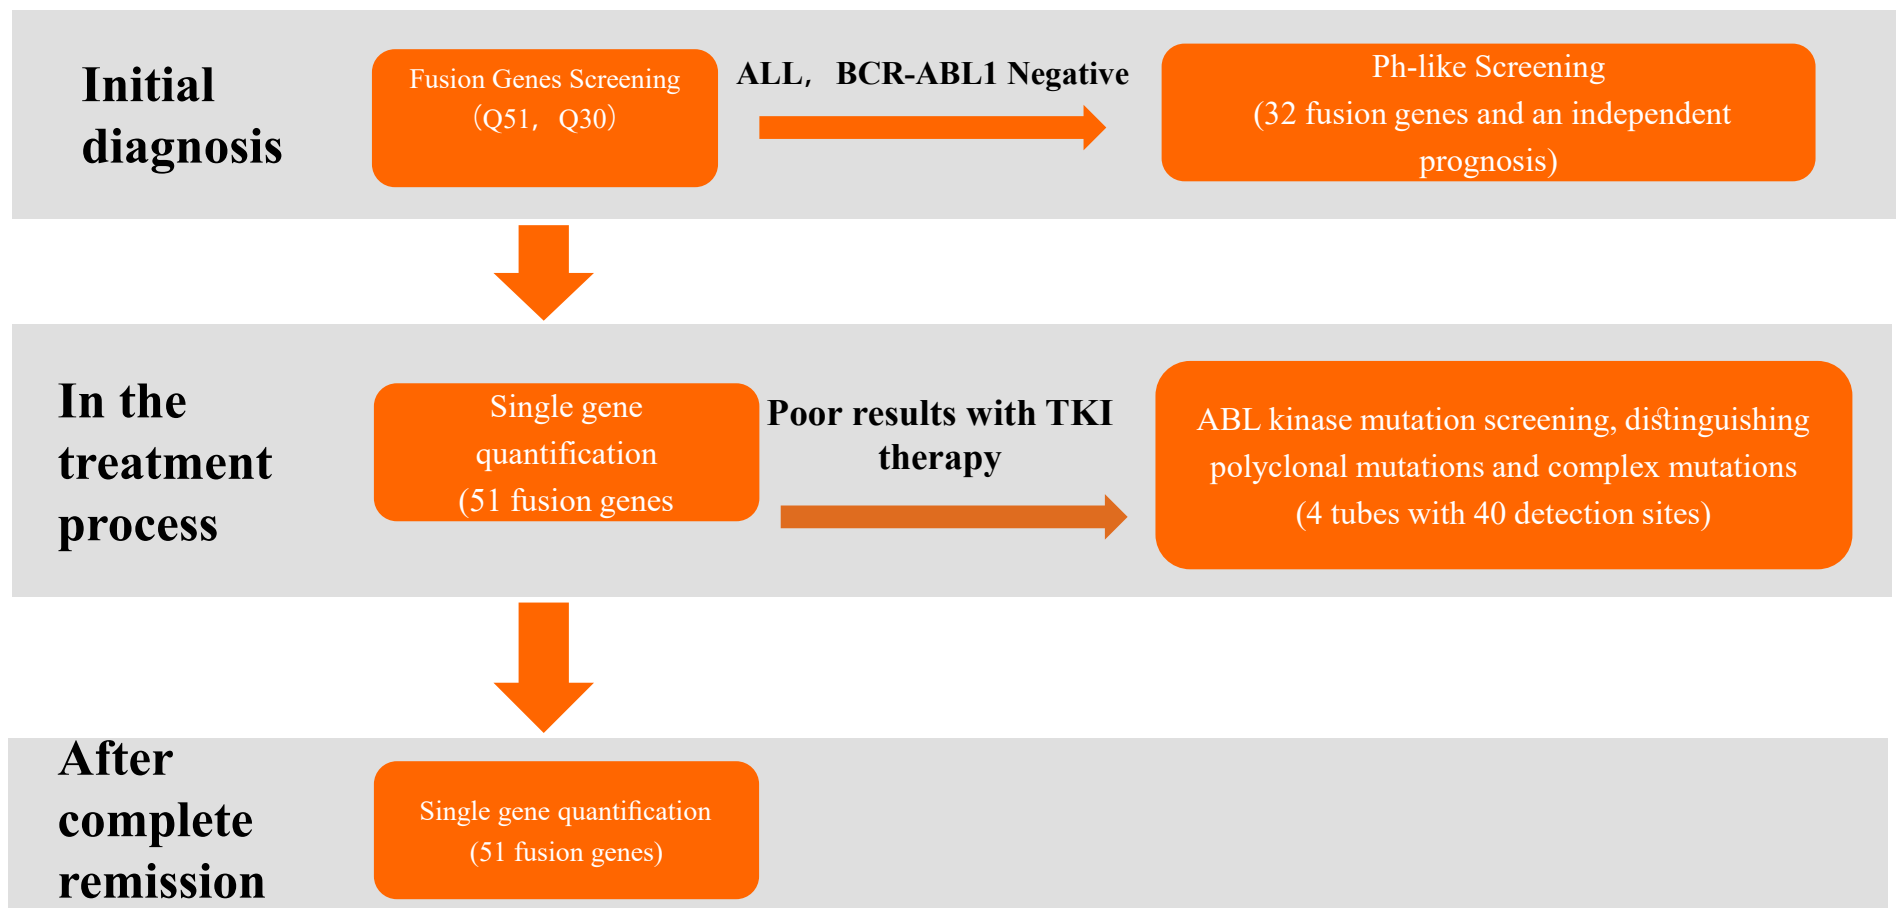 Initial
diagnosis
Fusion Genes Screening
（Q51， Q30）
ALL， BCR-ABL1 Negative
Ph-like Screening
(32 fusion genes and an independent
prognosis)
In the
treatment
process
Single gene
quantification
(51 fusion genes
Poor results with TKI
therapy
ABL kinase mutation screening, distinguishing
polyclonal mutations and complex mutations
(4 tubes with 40 detection sites)
After
complete
remission
Single gene quantification
(51 fusion genes)